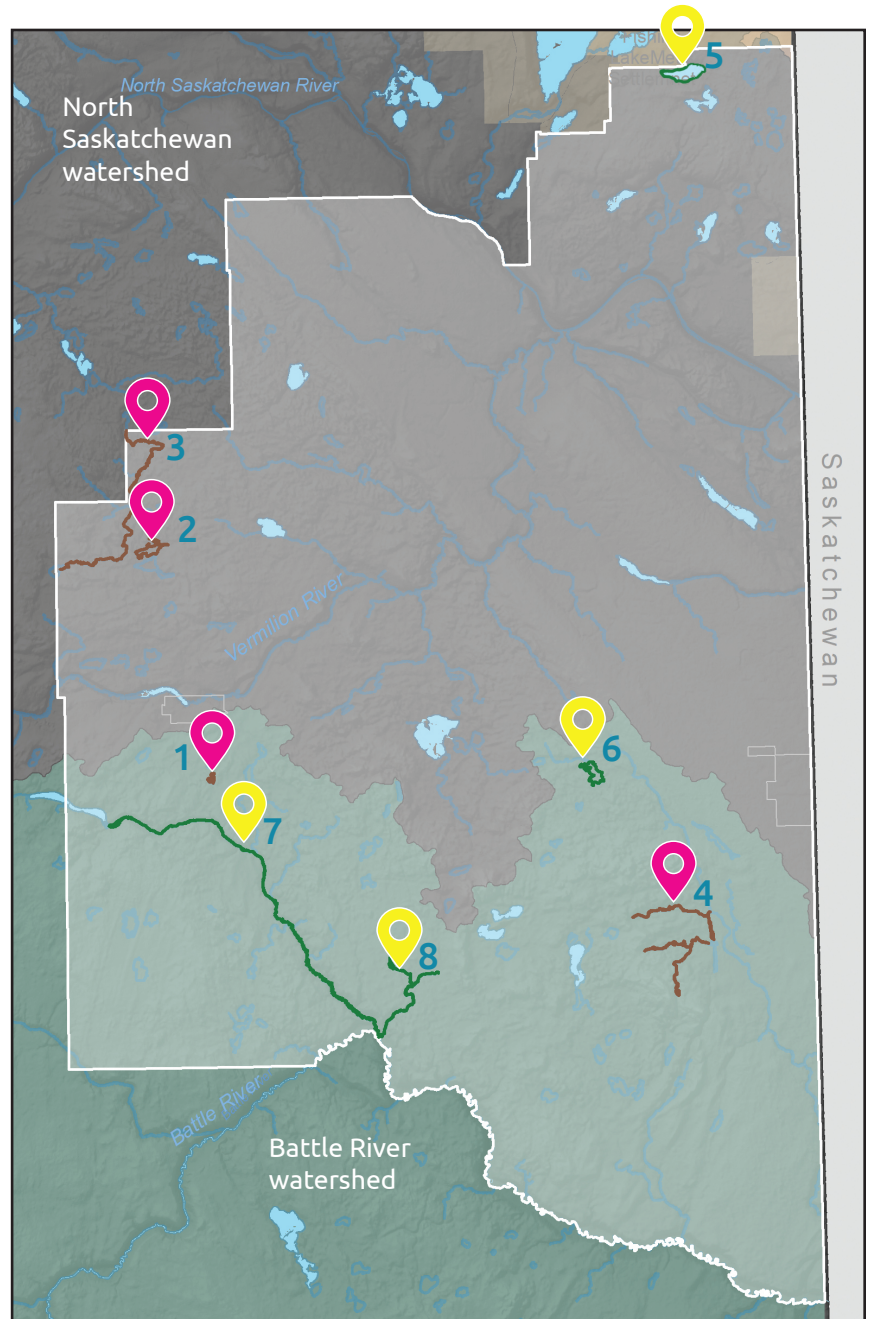 5
North Saskatchewan River
North
Saskatchewan
watershed
3
2
Saskatchewan
Vermilion River
1
6
7
4
8
Battle River
Battle River
watershed